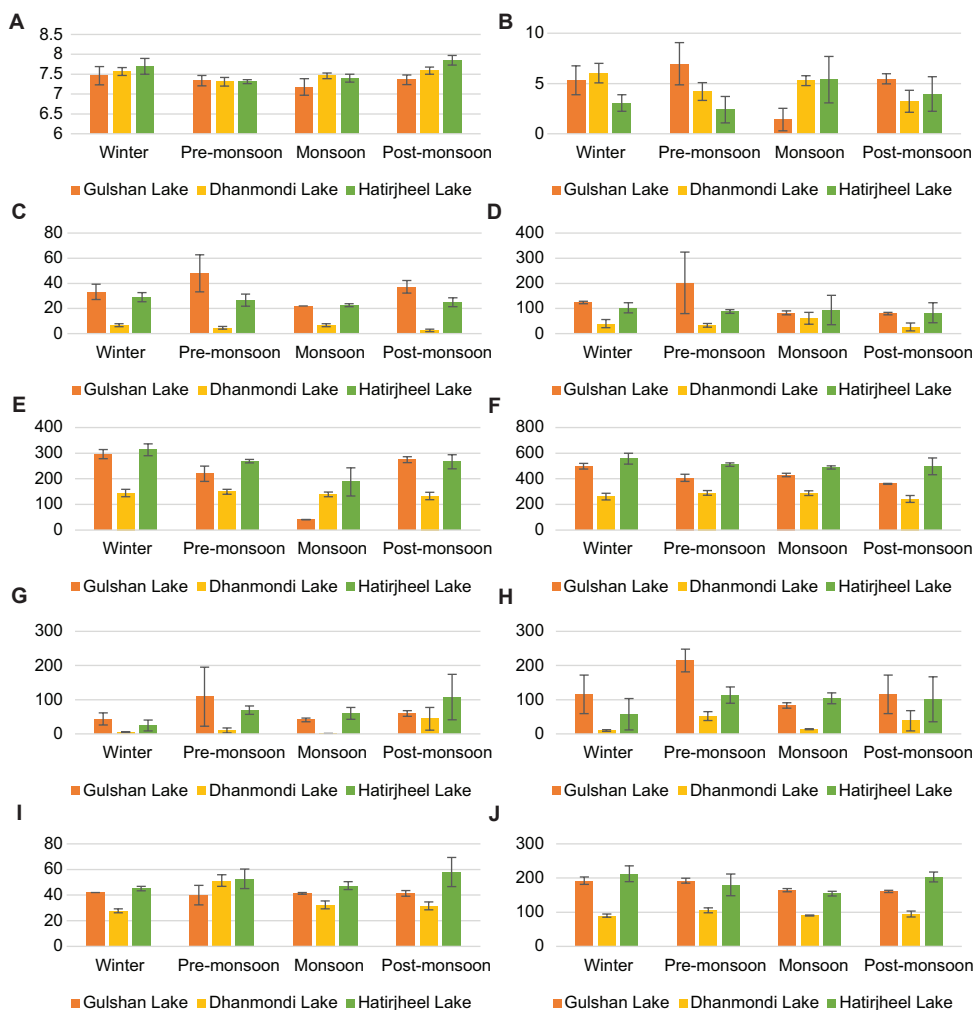 A
8.5
8
7.5
7
6.5
6
Winter Pre-monsoon Monsoon Post-monsoon
Gulshan Lake Dhanmondi Lake Hatirjheel Lake
B
10
5
0
Winter Pre-monsoon Monsoon Post-monsoon
Gulshan Lake Dhanmondi Lake Hatirjheel Lake
C
80
60
40
20
0
Winter Pre-monsoon Monsoon Post-monsoon
Gulshan Lake Dhanmondi Lake Hatirjheel Lake
D
400
300
200
100
0
Winter Pre-monsoon Monsoon Post-monsoon
Gulshan Lake Dhanmondi Lake Hatirjheel Lake
E
400
300
200
100
0
Winter Pre-monsoon Monsoon Post-monsoon
Gulshan Lake Dhanmondi Lake Hatirjheel Lake
F
800
600
400
200
0
Winter Pre-monsoon Monsoon Post-monsoon
Gulshan Lake Dhanmondi Lake Hatirjheel Lake
G
300
200
100
0
Winter Pre-monsoon Monsoon Post-monsoon
Gulshan Lake Dhanmondi Lake Hatirjheel Lake
H
300
200
100
0
Winter Pre-monsoon Monsoon Post-monsoon
Gulshan Lake Dhanmondi Lake Hatirjheel Lake
I
80
60
40
20
0
Winter Pre-monsoon Monsoon Post-monsoon
Gulshan Lake Dhanmondi Lake Hatirjheel Lake
J
300
200
100
0
Winter Pre-monsoon Monsoon Post-monsoon
Gulshan Lake Dhanmondi Lake Hatirjheel Lake